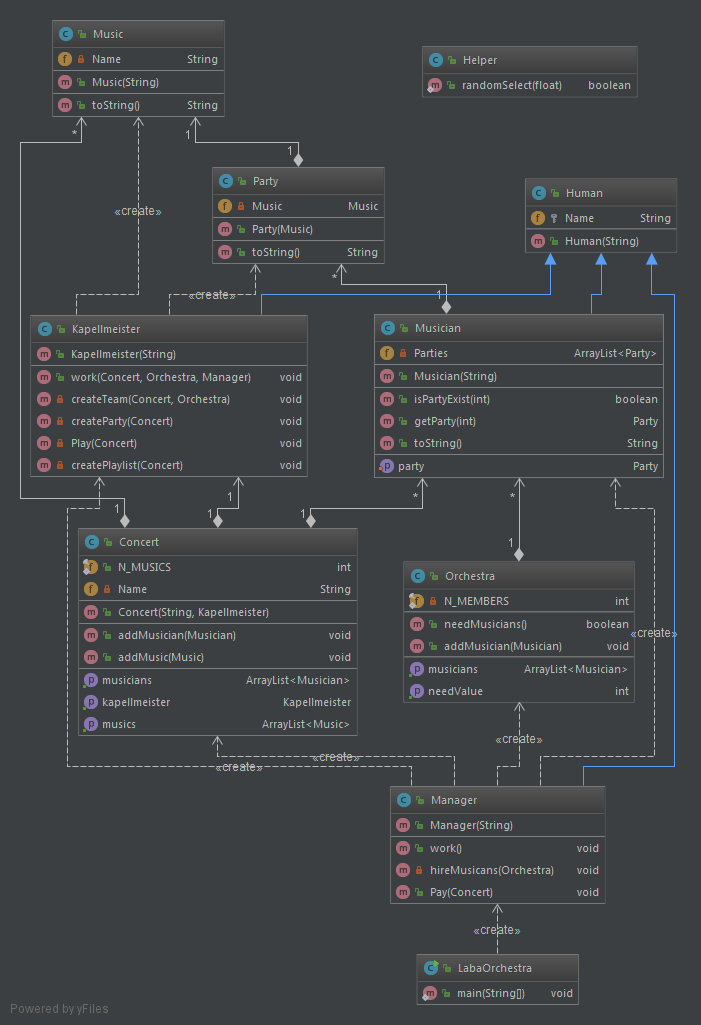 Music
Name String
Music(String)
toString() String
Helper
randomSelect(float) boolean
*
1
1
Party
Music Music
Party(Music)
toString() String
Human
Name String
Human(String)
«create»
«create»
*
1
Kapellmeister
Kapellmeister(String)
work(Concert, Orchestra, Manager) void
createTeam(Concert, Orchestra) void
createParty(Concert) void
Play(Concert) void
createPlaylist(Concert) void
Musician
Parties ArrayList<Party>
Musician(String)
isPartyExist(int) boolean
getParty(int) Party
toString() String
party Party
1
1
1
1
*
*
1
Concert
N_MUSICS int
Name String
Concert(String, Kapellmeister)
addMusician(Musician) void
addMusic(Music) void
musicians ArrayList<Musician>
kapellmeister Kapellmeister
musics ArrayList<Music>
Orchestra
N_MEMBERS int
needMusicians() boolean
addMusician(Musician) void
musicians ArrayList<Musician>
needValue int
«create»
«create»
«create»
«create»
Manager
Manager(String)
work() void
hireMusicans(Orchestra) void
Pay(Concert) void
«create»
LabaOrchestra
main(String[]) void
Powered by yFiles